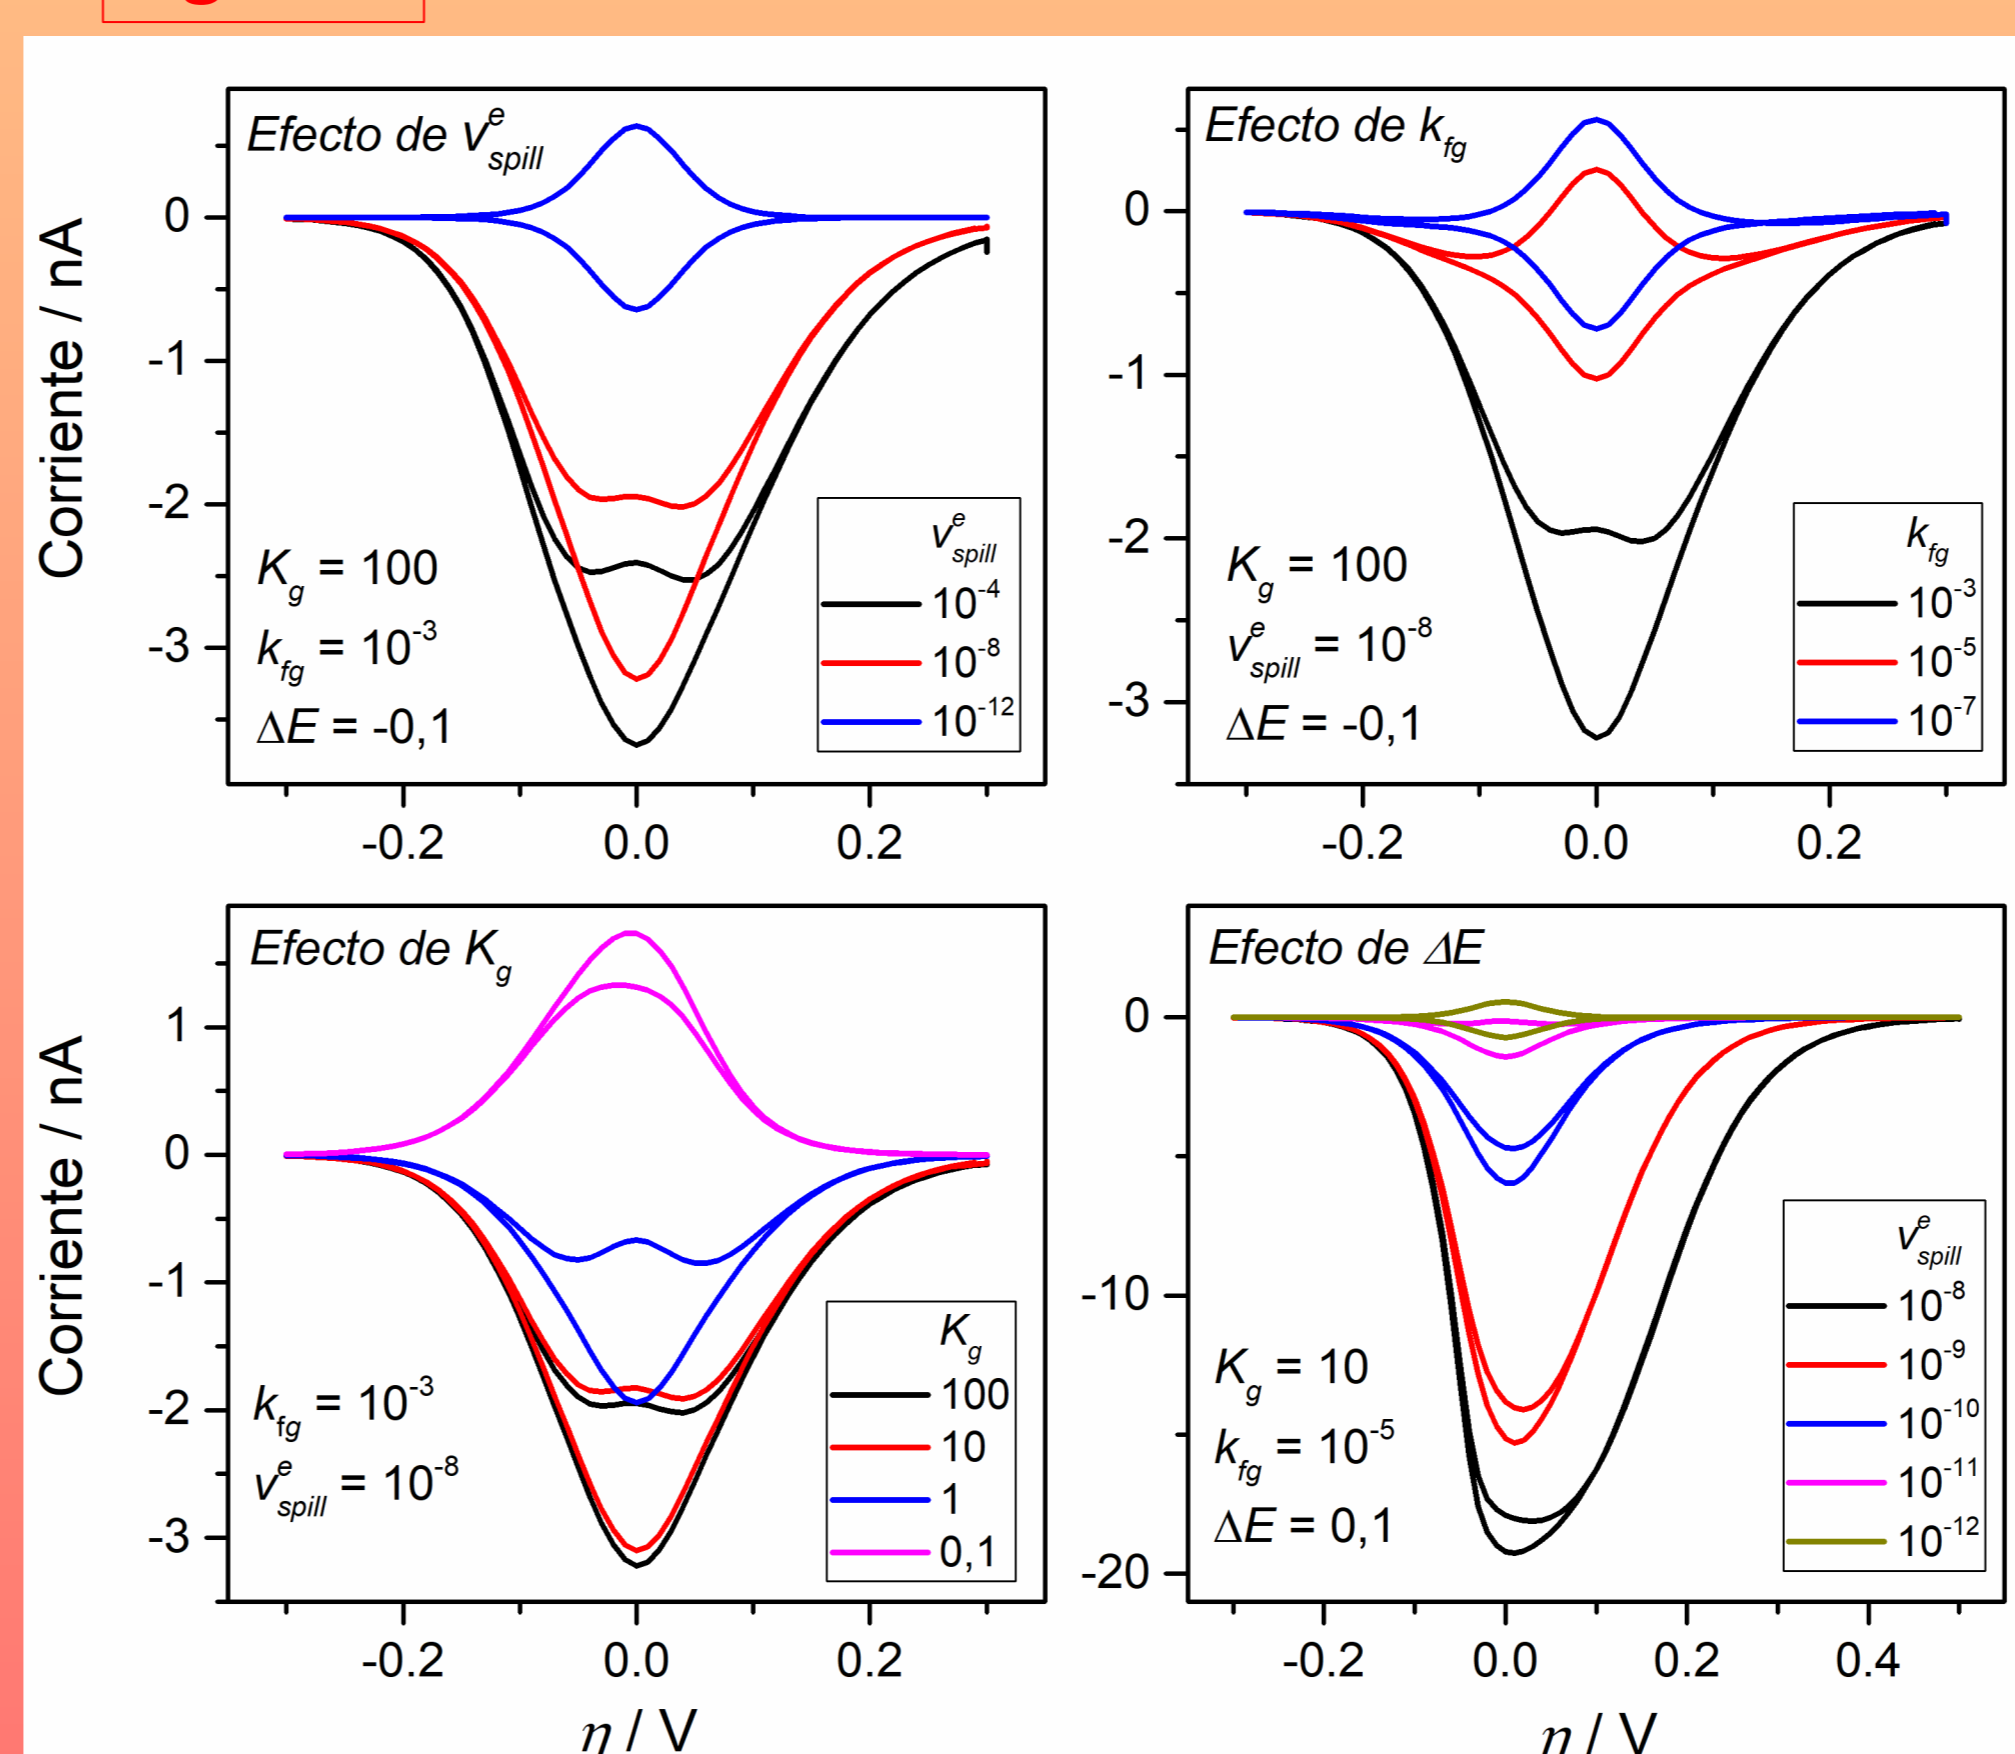 Efecto de v^e_spill
Corriente / nA
0
-1
-2
-3
K_g = 100
k_fg = 10^-3
ΔE = -0,1
v^e_spill
10^-4
10^-8
10^-12
-0.2 0.0 0.2
Efecto de k_fg
0
-1
-2
-3
K_g = 100
v^e_spill = 10^-8
ΔE = -0,1
k_fg
10^-3
10^-5
10^-7
-0.2 0.0 0.2
Efecto de K_g
Corriente / nA
1
0
-1
-2
-3
k_fg = 10^-3
v^e_spill = 10^-8
K_g
100
10
1
0,1
-0.2 0.0 0.2
η / V
Efecto de ΔE
0
-10
-20
K_g = 10
k_fg = 10^-5
ΔE = 0,1
v^e_spill
10^-8
10^-9
10^-10
10^-11
10^-12
-0.2 0.0 0.2 0.4
η / V